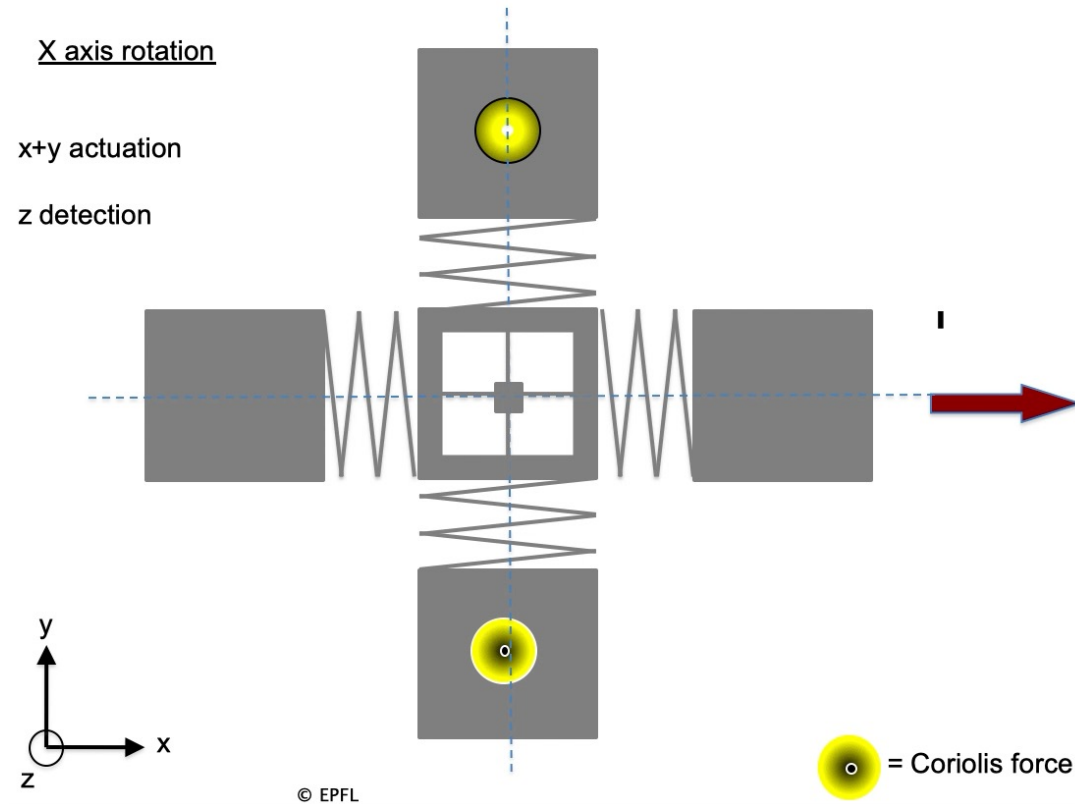 X axis rotation
x+y actuation
z detection
y
x
z
= Coriolis force
© EPFL